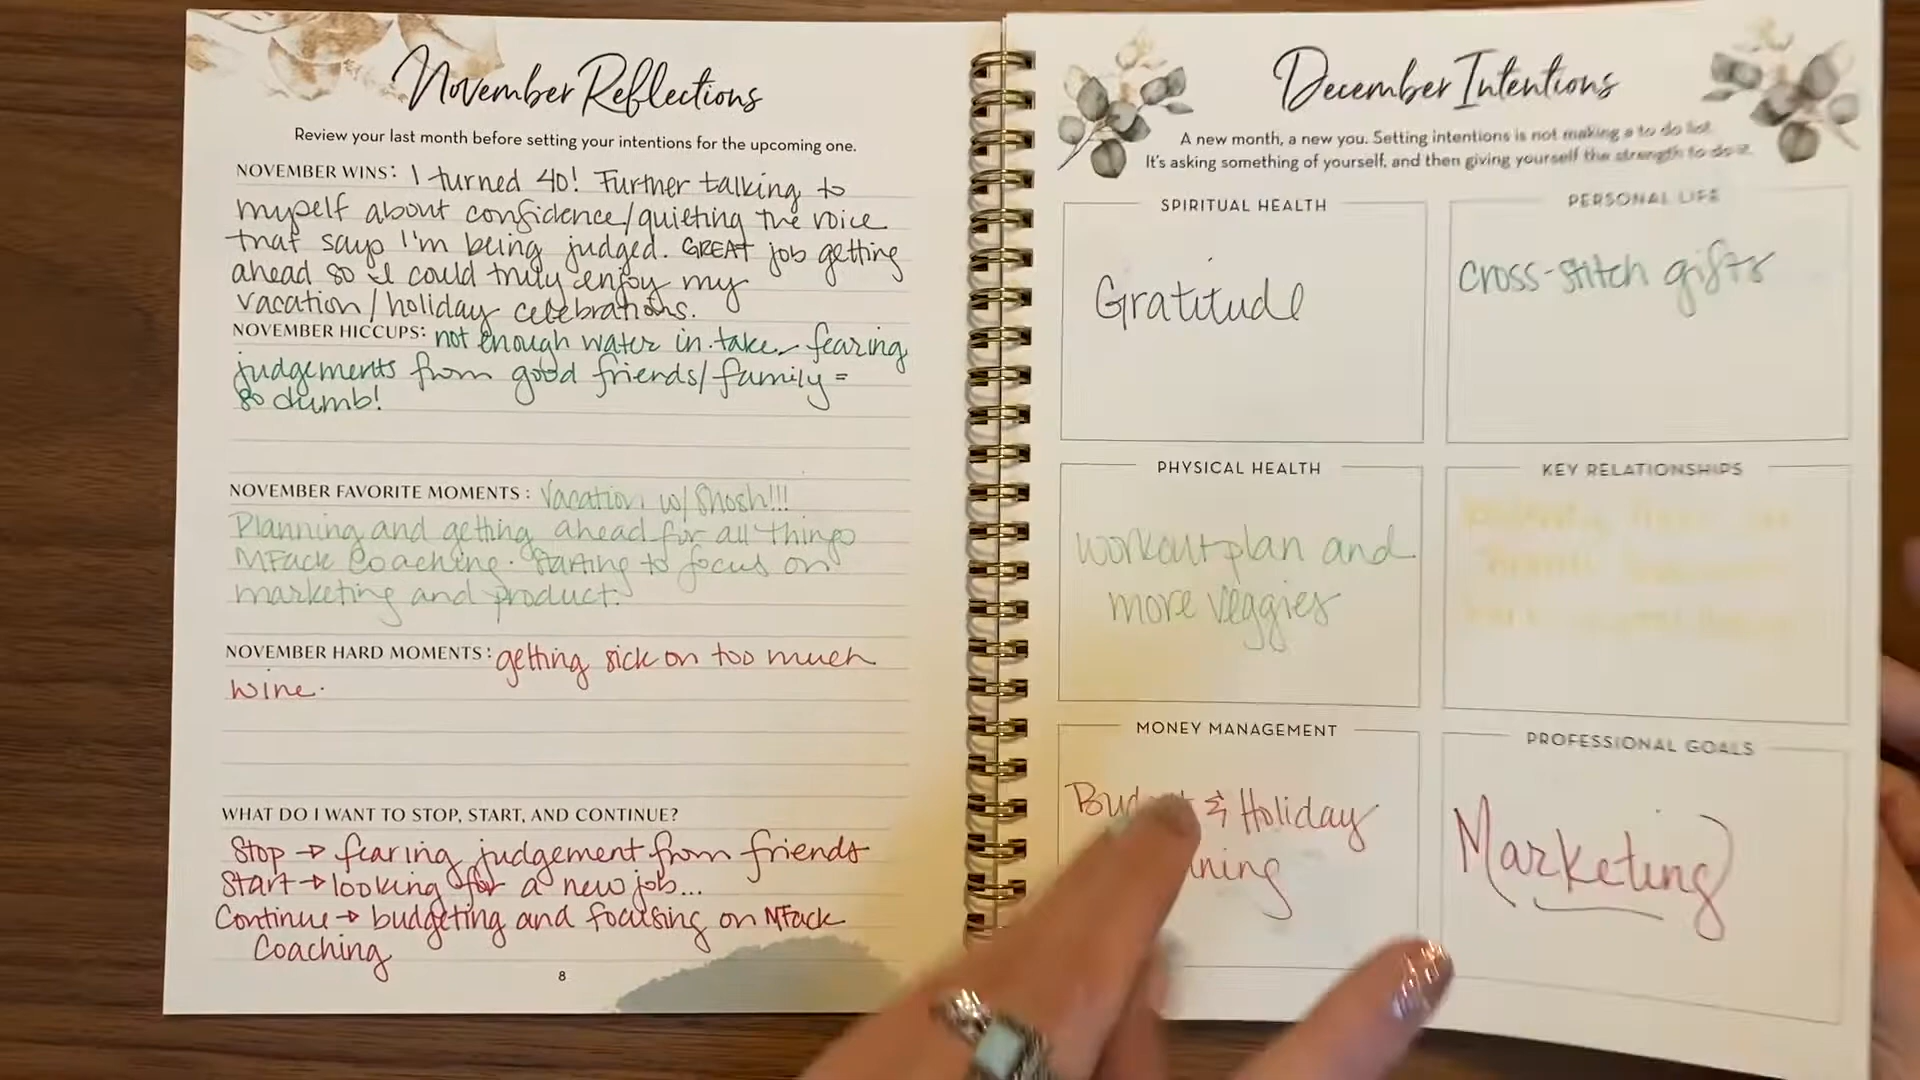 November Reflections
Review your last month before setting your intentions for the upcoming one.
NOVEMBER WINS: I turned 40! Further talking to
myself about confidence/quieting the voice
that says I'm being judged. GREAT job getting
ahead so I could truly enjoy my
vacation/holiday celebrations.
NOVEMBER HICCUPS: not enough water in-take - fearing
judgements from good friends/family =
so dumb!
NOVEMBER FAVORITE MOMENTS: Vacation w/ Shosh!!!
Planning and getting ahead for all things
MFack Coaching. Starting to focus on
marketing and product.
NOVEMBER HARD MOMENTS: getting sick on too much
wine.
WHAT DO I WANT TO STOP, START, AND CONTINUE?
Stop → fearing judgement from friends
Start → looking for a new job...
Continue → budgeting and focusing on MFack
Coaching
8
December Intentions
A new month, a new you. Setting intentions is not making a to do list.
It's asking something of yourself, and then giving yourself the strength to do it.
SPIRITUAL HEALTH
Gratitude
PERSONAL LIFE
cross-stitch gifts
PHYSICAL HEALTH
workout plan and
more veggies
KEY RELATIONSHIPS
MONEY MANAGEMENT
& Holiday
PROFESSIONAL GOALS
Marketing